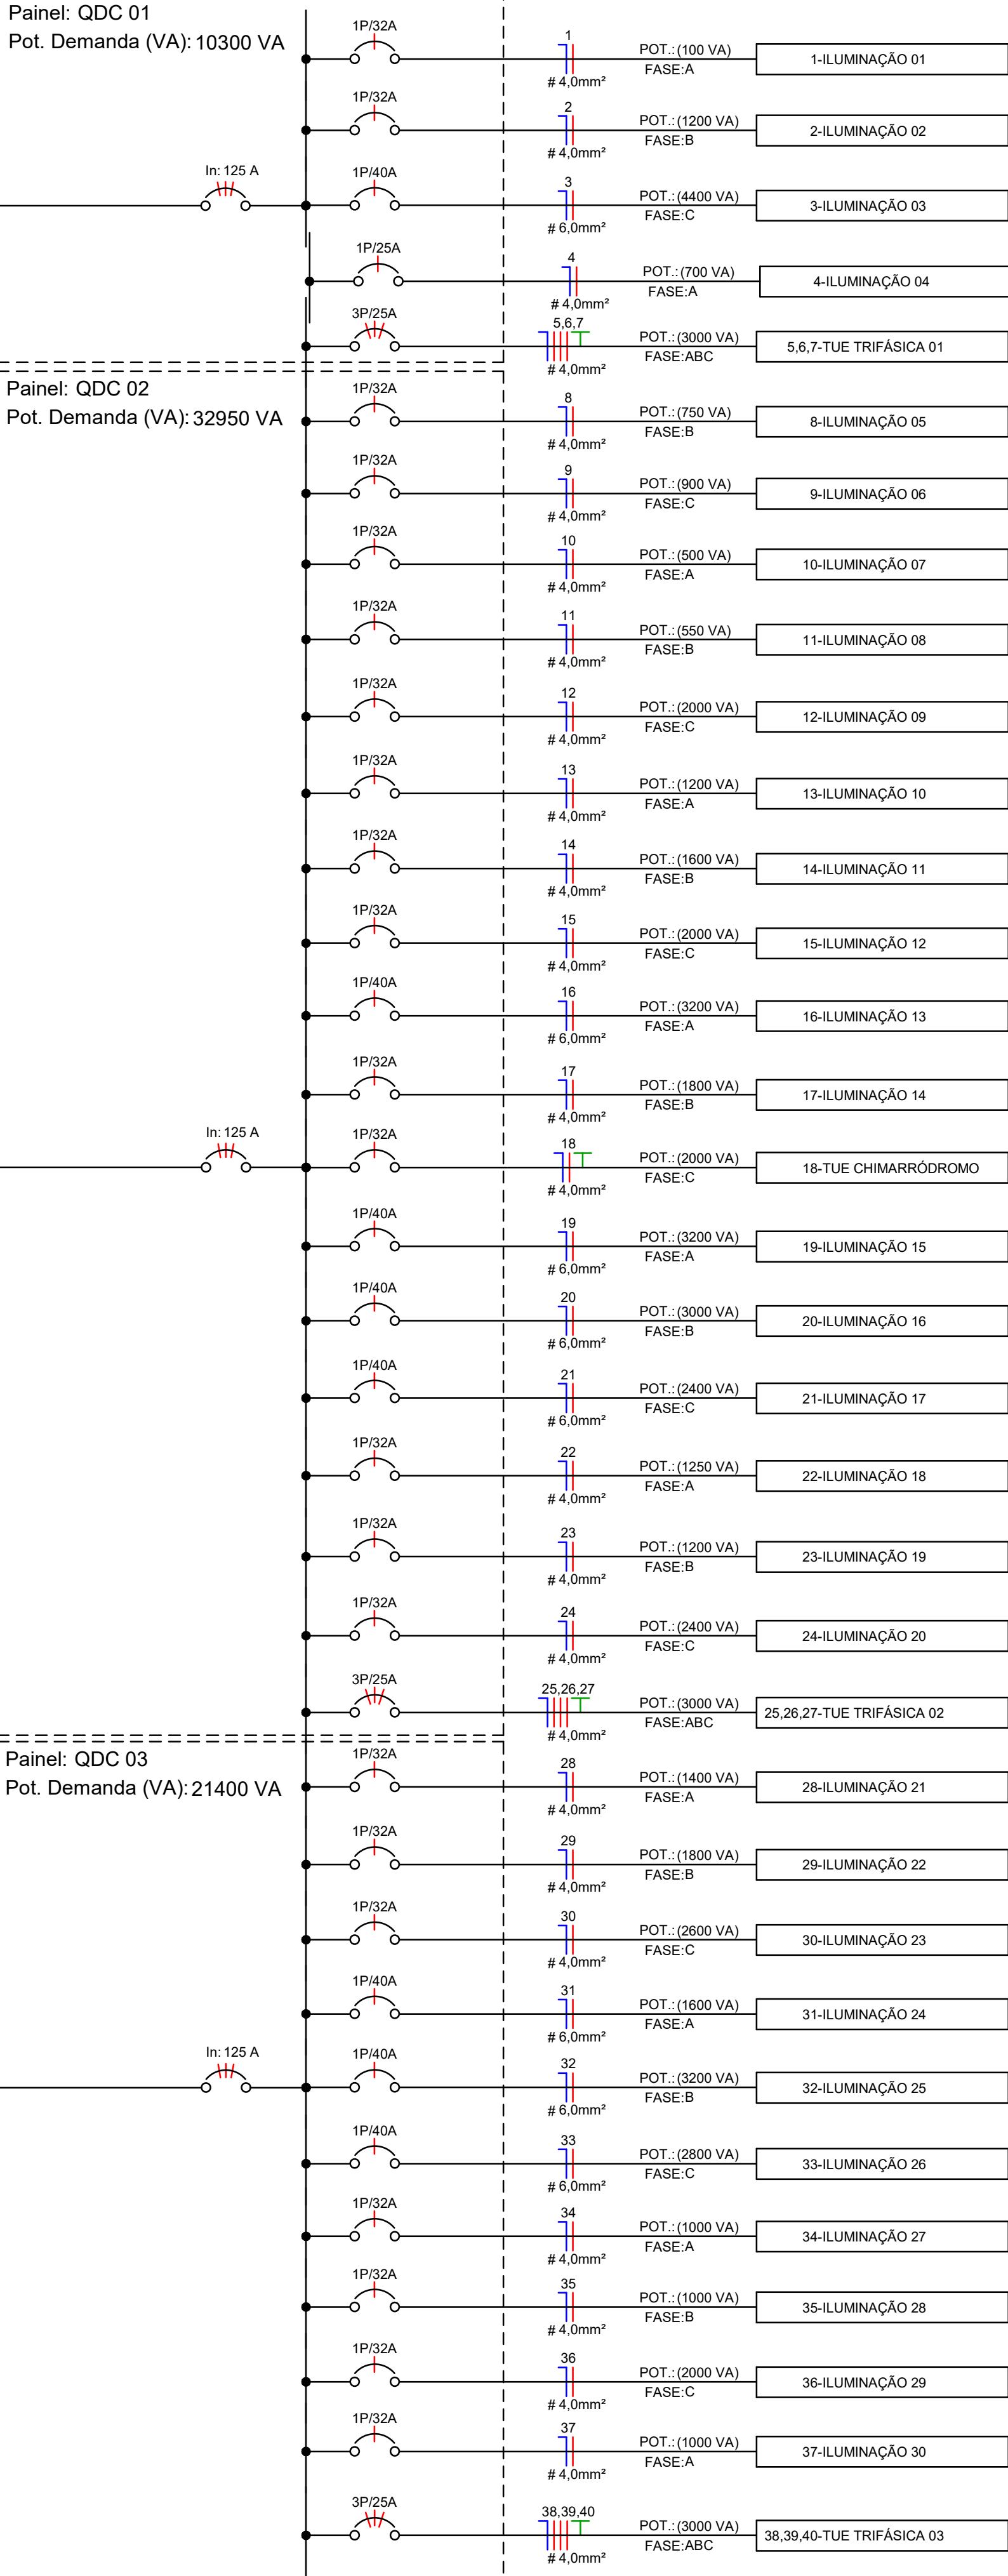 Painel: QDC 01
Pot. Demanda (VA): 10300 VA
In: 125 A
1P/32A
1
# 4,0mm²
POT.: (100 VA)
FASE:A
1-ILUMINAÇÃO 01
1P/32A
2
# 4,0mm²
POT.: (1200 VA)
FASE:B
2-ILUMINAÇÃO 02
1P/40A
3
# 6,0mm²
POT.: (4400 VA)
FASE:C
3-ILUMINAÇÃO 03
1P/25A
4
# 4,0mm²
POT.: (700 VA)
FASE:A
4-ILUMINAÇÃO 04
3P/25A
5,6,7
# 4,0mm²
POT.: (3000 VA)
FASE:ABC
5,6,7-TUE TRIFÁSICA 01
Painel: QDC 02
Pot. Demanda (VA): 32950 VA
In: 125 A
1P/32A
8
# 4,0mm²
POT.: (750 VA)
FASE:B
8-ILUMINAÇÃO 05
1P/32A
9
# 4,0mm²
POT.: (900 VA)
FASE:C
9-ILUMINAÇÃO 06
1P/32A
10
# 4,0mm²
POT.: (500 VA)
FASE:A
10-ILUMINAÇÃO 07
1P/32A
11
# 4,0mm²
POT.: (550 VA)
FASE:B
11-ILUMINAÇÃO 08
1P/32A
12
# 4,0mm²
POT.: (2000 VA)
FASE:C
12-ILUMINAÇÃO 09
1P/32A
13
# 4,0mm²
POT.: (1200 VA)
FASE:A
13-ILUMINAÇÃO 10
1P/32A
14
# 4,0mm²
POT.: (1600 VA)
FASE:B
14-ILUMINAÇÃO 11
1P/32A
15
# 4,0mm²
POT.: (2000 VA)
FASE:C
15-ILUMINAÇÃO 12
1P/40A
16
# 6,0mm²
POT.: (3200 VA)
FASE:A
16-ILUMINAÇÃO 13
1P/32A
17
# 4,0mm²
POT.: (1800 VA)
FASE:B
17-ILUMINAÇÃO 14
1P/32A
18
# 4,0mm²
POT.: (2000 VA)
FASE:C
18-TUE CHIMARRÓDROMO
1P/40A
19
# 6,0mm²
POT.: (3200 VA)
FASE:A
19-ILUMINAÇÃO 15
1P/40A
20
# 6,0mm²
POT.: (3000 VA)
FASE:B
20-ILUMINAÇÃO 16
1P/40A
21
# 6,0mm²
POT.: (2400 VA)
FASE:C
21-ILUMINAÇÃO 17
1P/32A
22
# 4,0mm²
POT.: (1250 VA)
FASE:A
22-ILUMINAÇÃO 18
1P/32A
23
# 4,0mm²
POT.: (1200 VA)
FASE:B
23-ILUMINAÇÃO 19
1P/32A
24
# 4,0mm²
POT.: (2400 VA)
FASE:C
24-ILUMINAÇÃO 20
3P/25A
25,26,27
# 4,0mm²
POT.: (3000 VA)
FASE:ABC
25,26,27-TUE TRIFÁSICA 02
Painel: QDC 03
Pot. Demanda (VA): 21400 VA
In: 125 A
1P/32A
28
# 4,0mm²
POT.: (1400 VA)
FASE:A
28-ILUMINAÇÃO 21
1P/32A
29
# 4,0mm²
POT.: (1800 VA)
FASE:B
29-ILUMINAÇÃO 22
1P/32A
30
# 4,0mm²
POT.: (2600 VA)
FASE:C
30-ILUMINAÇÃO 23
1P/40A
31
# 6,0mm²
POT.: (1600 VA)
FASE:A
31-ILUMINAÇÃO 24
1P/40A
32
# 6,0mm²
POT.: (3200 VA)
FASE:B
32-ILUMINAÇÃO 25
1P/40A
33
# 6,0mm²
POT.: (2800 VA)
FASE:C
33-ILUMINAÇÃO 26
1P/32A
34
# 4,0mm²
POT.: (1000 VA)
FASE:A
34-ILUMINAÇÃO 27
1P/32A
35
# 4,0mm²
POT.: (1000 VA)
FASE:B
35-ILUMINAÇÃO 28
1P/32A
36
# 4,0mm²
POT.: (2000 VA)
FASE:C
36-ILUMINAÇÃO 29
1P/32A
37
# 4,0mm²
POT.: (1000 VA)
FASE:A
37-ILUMINAÇÃO 30
3P/25A
38,39,40
# 4,0mm²
POT.: (3000 VA)
FASE:ABC
38,39,40-TUE TRIFÁSICA 03